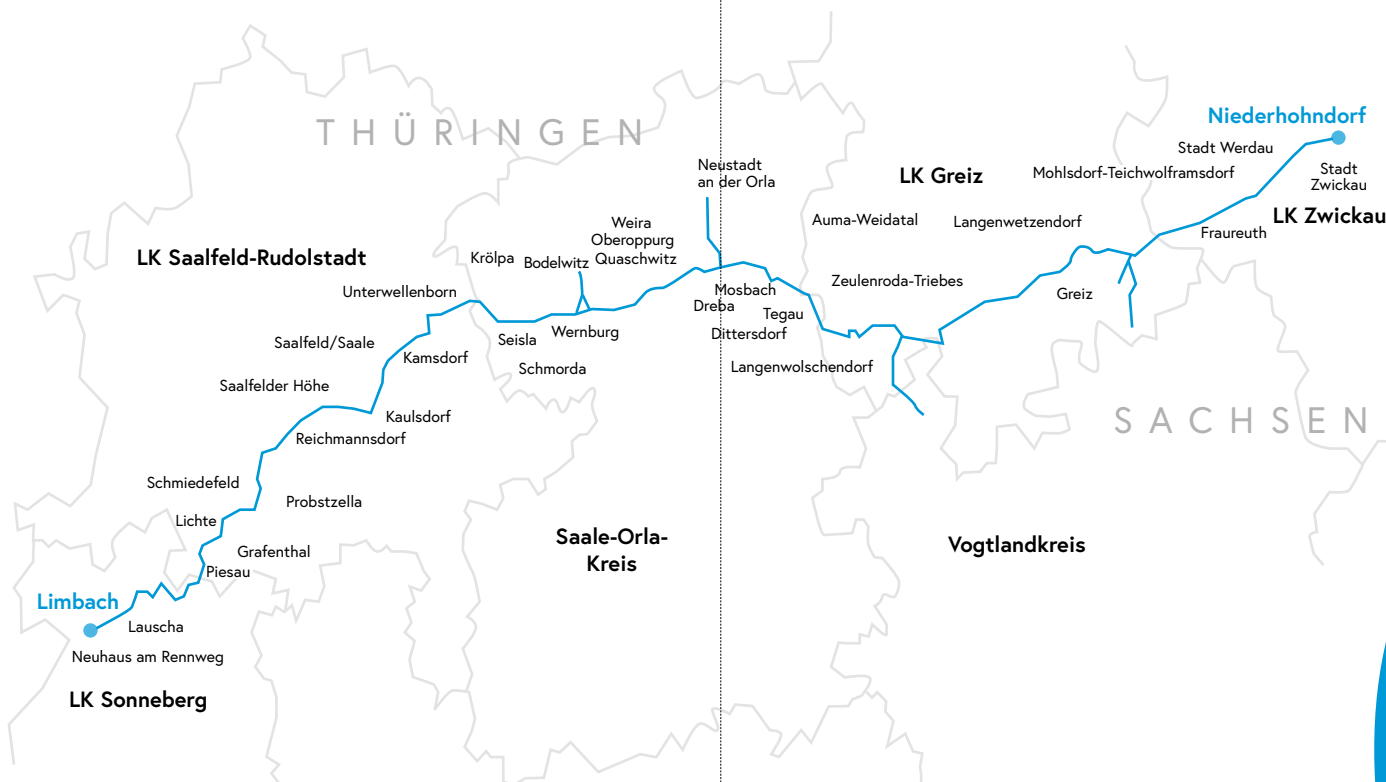 Niederhohndorf
THÜRINGEN
Stadt Werdau
Neustadt
an der Orla
LK Greiz
Mohlsdorf-Teichwolframsdorf
Stadt
Zwickau
LK Zwickau
Auma-Weidatal
Langenwetzendorf
Fraureuth
Weira
Oberoppurg
Quaschwitz
LK Saalfeld-Rudolstadt
Krölpa
Bodelwitz
Unterwellenborn
Zeulenroda-Triebes
Greiz
Mosbach
Dreba
Tegau
Dittersdorf
Wernburg
Seisla
Saalfeld/Saale
Kamsdorf
Schmorda
Langenwolschendorf
Saalfelder Höhe
Kaulsdorf
SACHSEN
Reichmannsdorf
Schmiedefeld
Probstzella
Lichte
Saale-Orla-
Kreis
Vogtlandkreis
Grafenthal
Piesau
Limbach
Lauscha
Neuhaus am Rennweg
LK Sonneberg